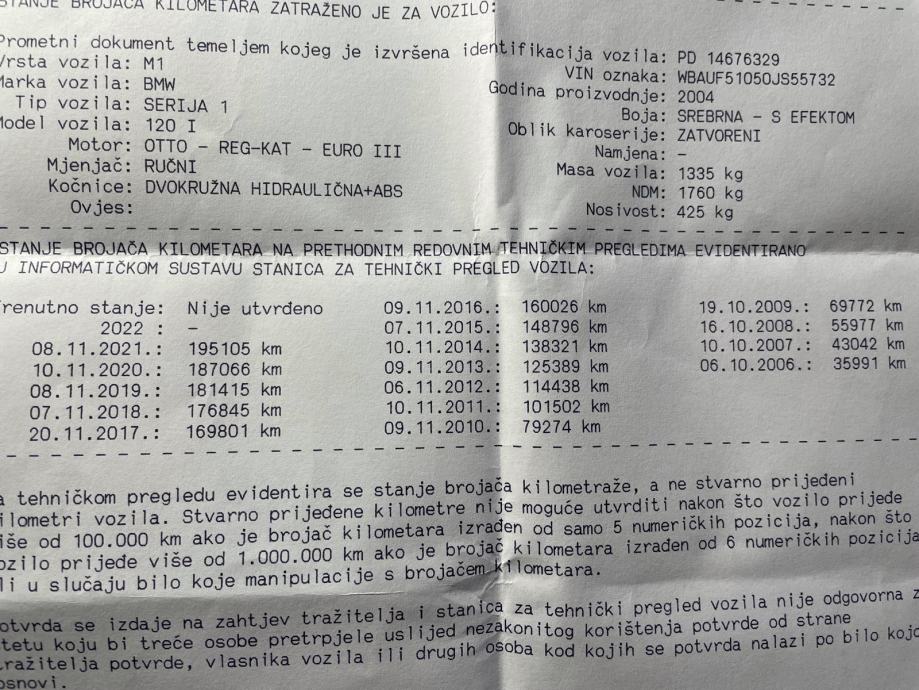 STANJE BROJAČA KILOMETARA ZATRAŽENO JE ZA VOZILO:
Prometni dokument temeljem kojeg je izvršena identifikacija vozila: PD 14676329
Vrsta vozila: M1
VIN oznaka: WBAUF51050JS55732
Marka vozila: BMW
Godina proizvodnje: 2004
Tip vozila: SERIJA 1
Boja: SREBRNA - S EFEKTOM
Model vozila: 120 I
Oblik karoserije: ZATVORENI
Motor: OTTO - REG-KAT - EURO III
Namjena: -
Mjenjač: RUČNI
Masa vozila: 1335 kg
Kočnice: DVOKRUŽNA HIDRAULIČNA+ABS
NDM: 1760 kg
Ovjes:
Nosivost: 425 kg
STANJE BROJAČA KILOMETARA NA PRETHODNIM REDOVNIM TEHNIČKIM PREGLEDIMA EVIDENTIRANO
U INFORMATIČKOM SUSTAVU STANICA ZA TEHNIČKI PREGLED VOZILA:
Trenutno stanje: Nije utvrđeno
2022 : -
08.11.2021.: 195105 km
10.11.2020.: 187066 km
08.11.2019.: 181415 km
07.11.2018.: 176845 km
20.11.2017.: 169801 km
09.11.2016.: 160026 km
07.11.2015.: 148796 km
10.11.2014.: 138321 km
09.11.2013.: 125389 km
06.11.2012.: 114438 km
10.11.2011.: 101502 km
09.11.2010.: 79274 km
19.10.2009.: 69772 km
16.10.2008.: 55977 km
10.10.2007.: 43042 km
06.10.2006.: 35991 km
a tehničkom pregledu evidentira se stanje brojača kilometraže, a ne stvarno prijeđeni
ilometri vozila. Stvarno prijeđene kilometre nije moguće utvrditi nakon što vozilo prijeđe
iše od 100.000 km ako je brojač kilometara izrađen od samo 5 numeričkih pozicija, nakon što
ozilo prijeđe više od 1.000.000 km ako je brojač kilometara izrađen od 6 numeričkih pozicija
li u slučaju bilo koje manipulacije s brojačem kilometara.
otvrda se izdaje na zahtjev tražitelja i stanica za tehnički pregled vozila nije odgovorna z
tetu koju bi treće osobe pretrpjele uslijed nezakonitog korištenja potvrde od strane
tražitelja potvrde, vlasnika vozila ili drugih osoba kod kojih se potvrda nalazi po bilo kojo
osnovi.